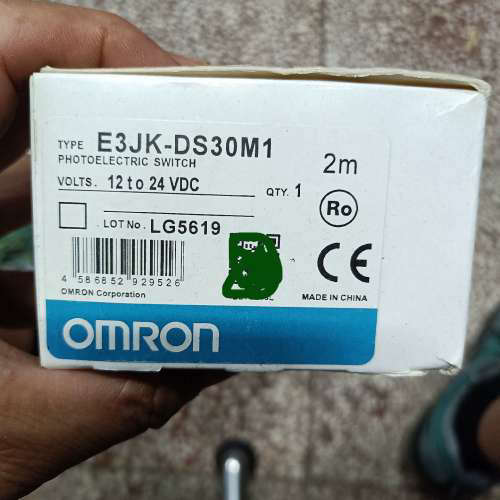 TYPE E3JK-DS30M1
PHOTOELECTRIC SWITCH
2m
VOLTS. 12 to 24 VDC
QTY. 1
Ro
LOT No. LG5619
CE
4 586852 929526
OMRON Corporation
MADE IN CHINA
OMRON